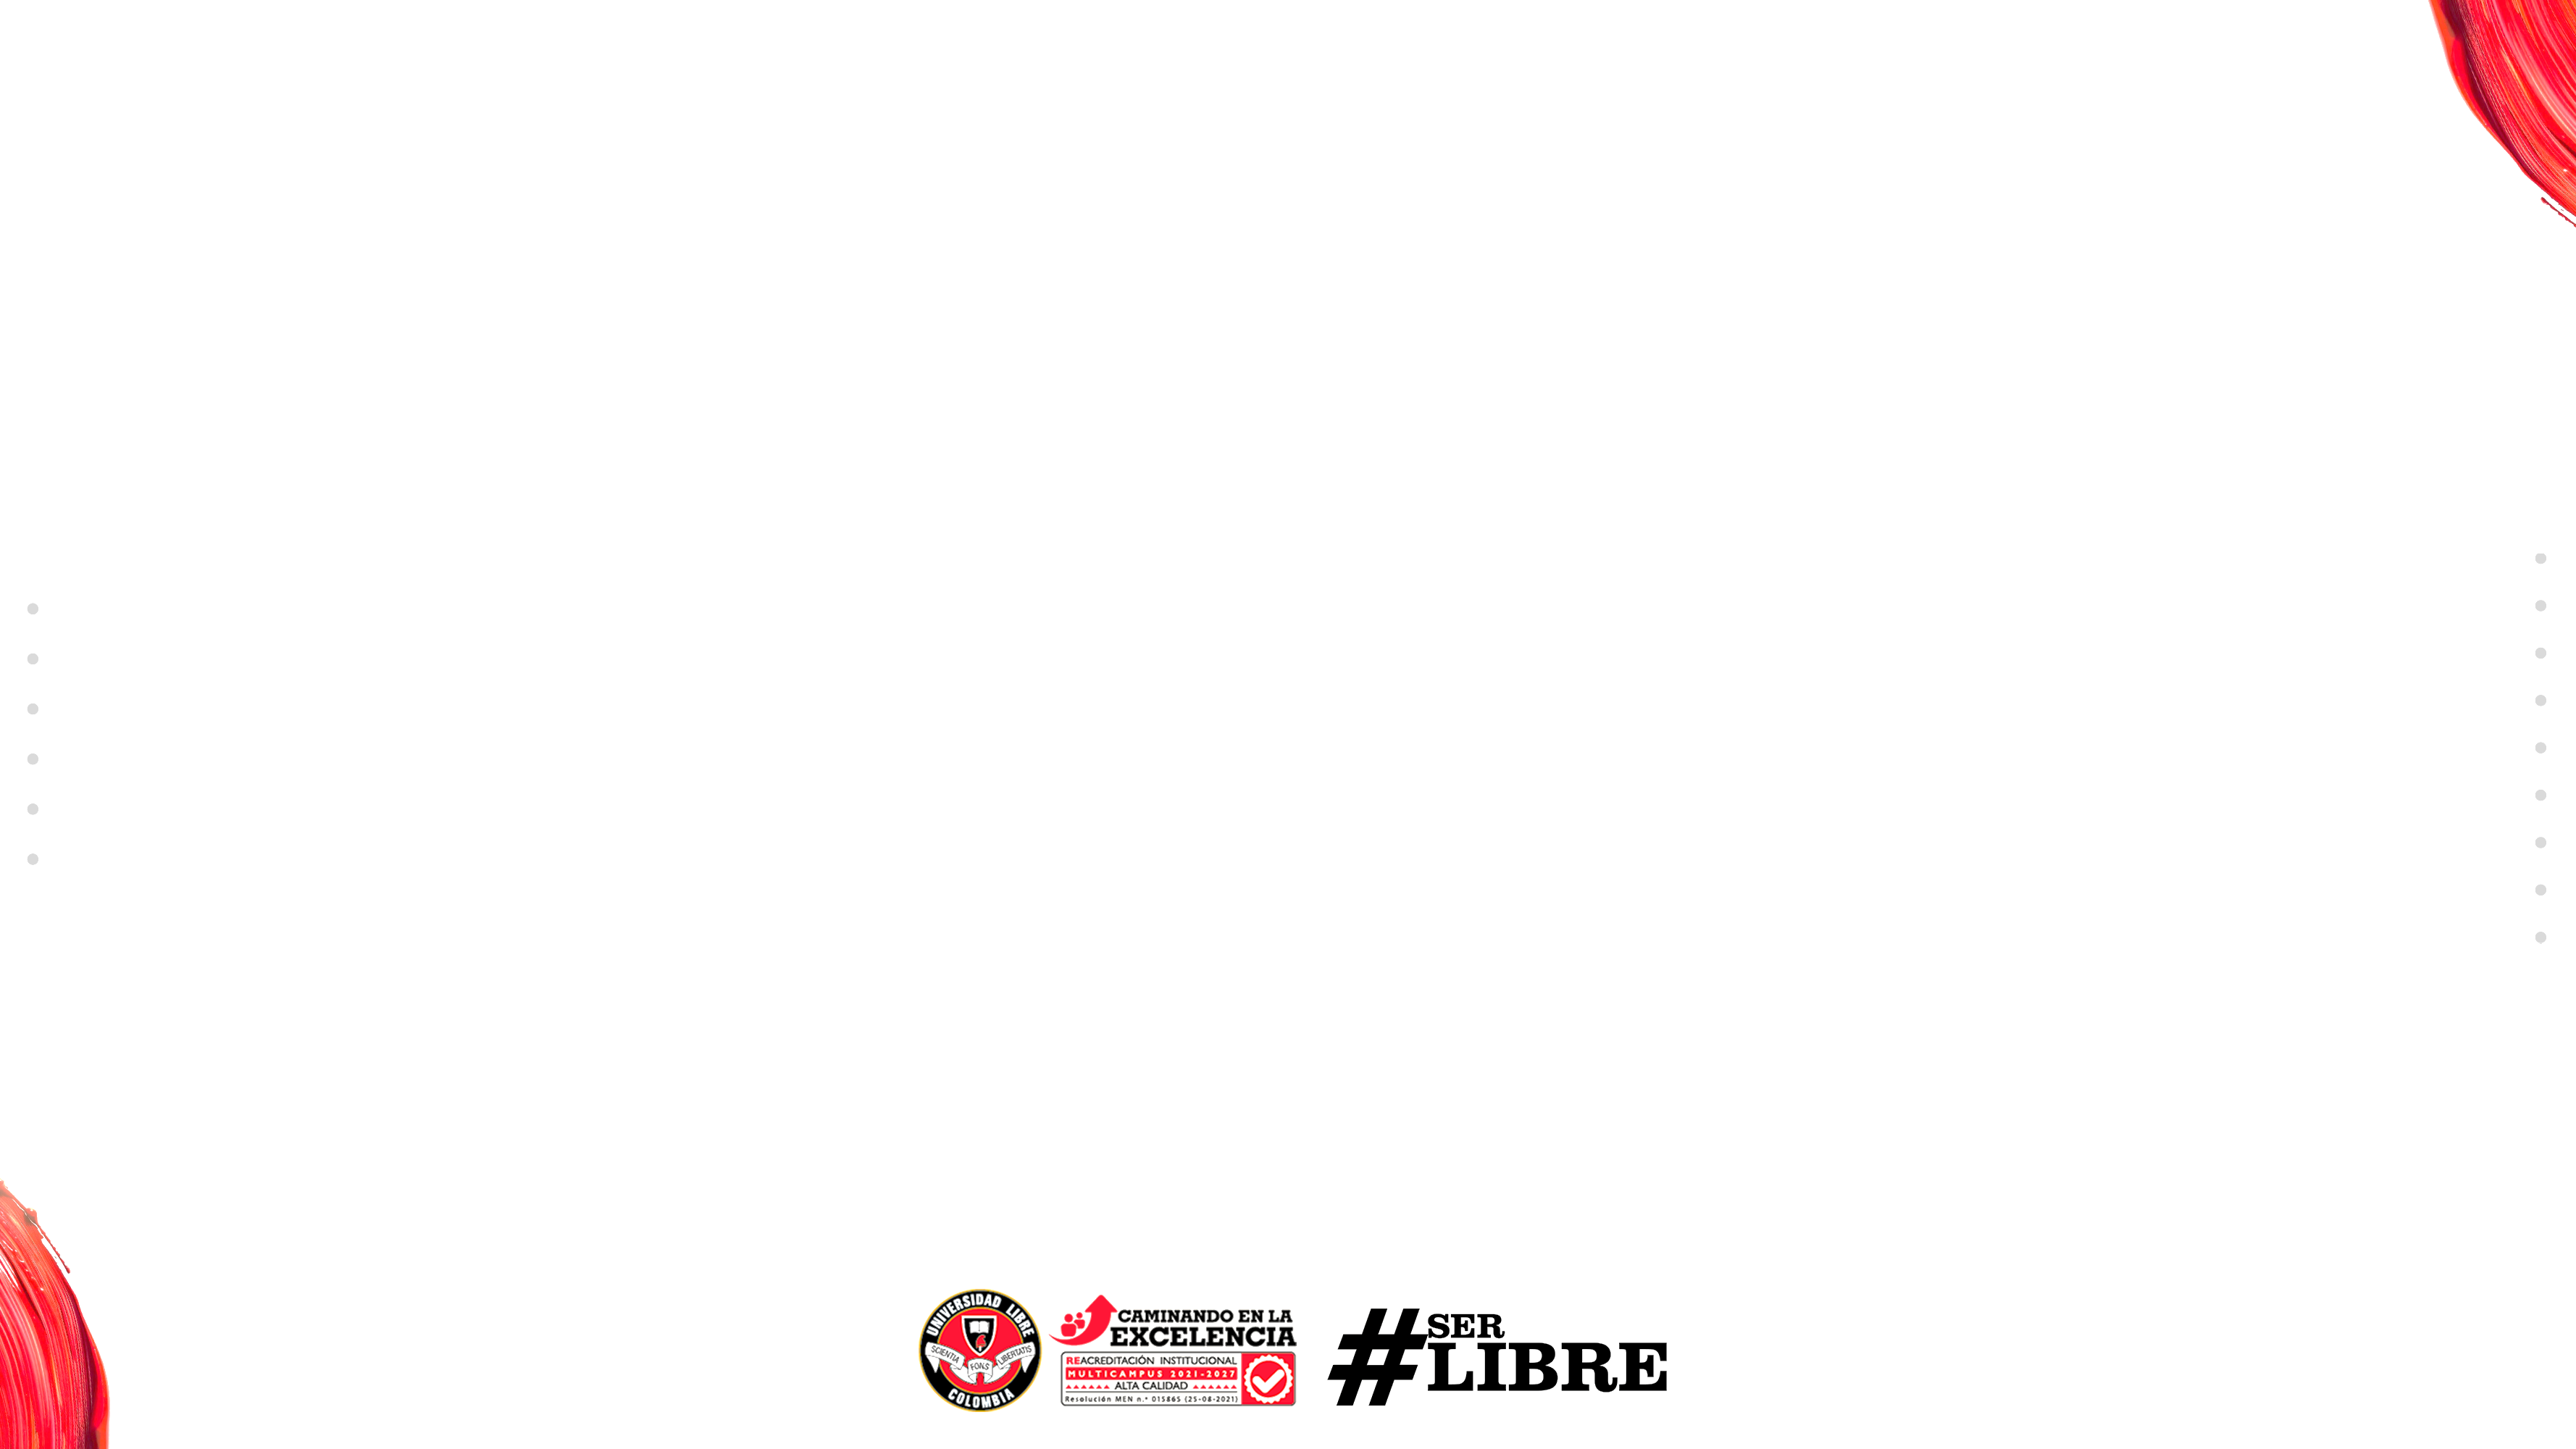 UNIVERSIDAD LIBRE
SCIENTIA FONS LIBERTATIS
COLOMBIA
CAMINANDO EN LA
EXCELENCIA
REACREDITACIÓN INSTITUCIONAL
MULTICAMPUS 2021-2027
ALTA CALIDAD
Resolución MEN n.° 015865 (25-08-2021)
#SER
LIBRE